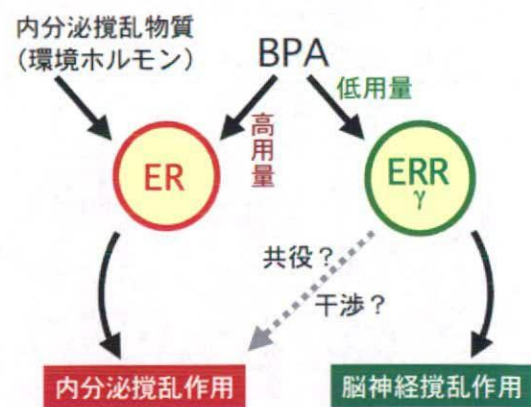 内分泌撹乱物質
(環境ホルモン)
BPA
低用量
高用量
ER
ERR
γ
共役?
干渉?
内分泌撹乱作用
脳神経撹乱作用